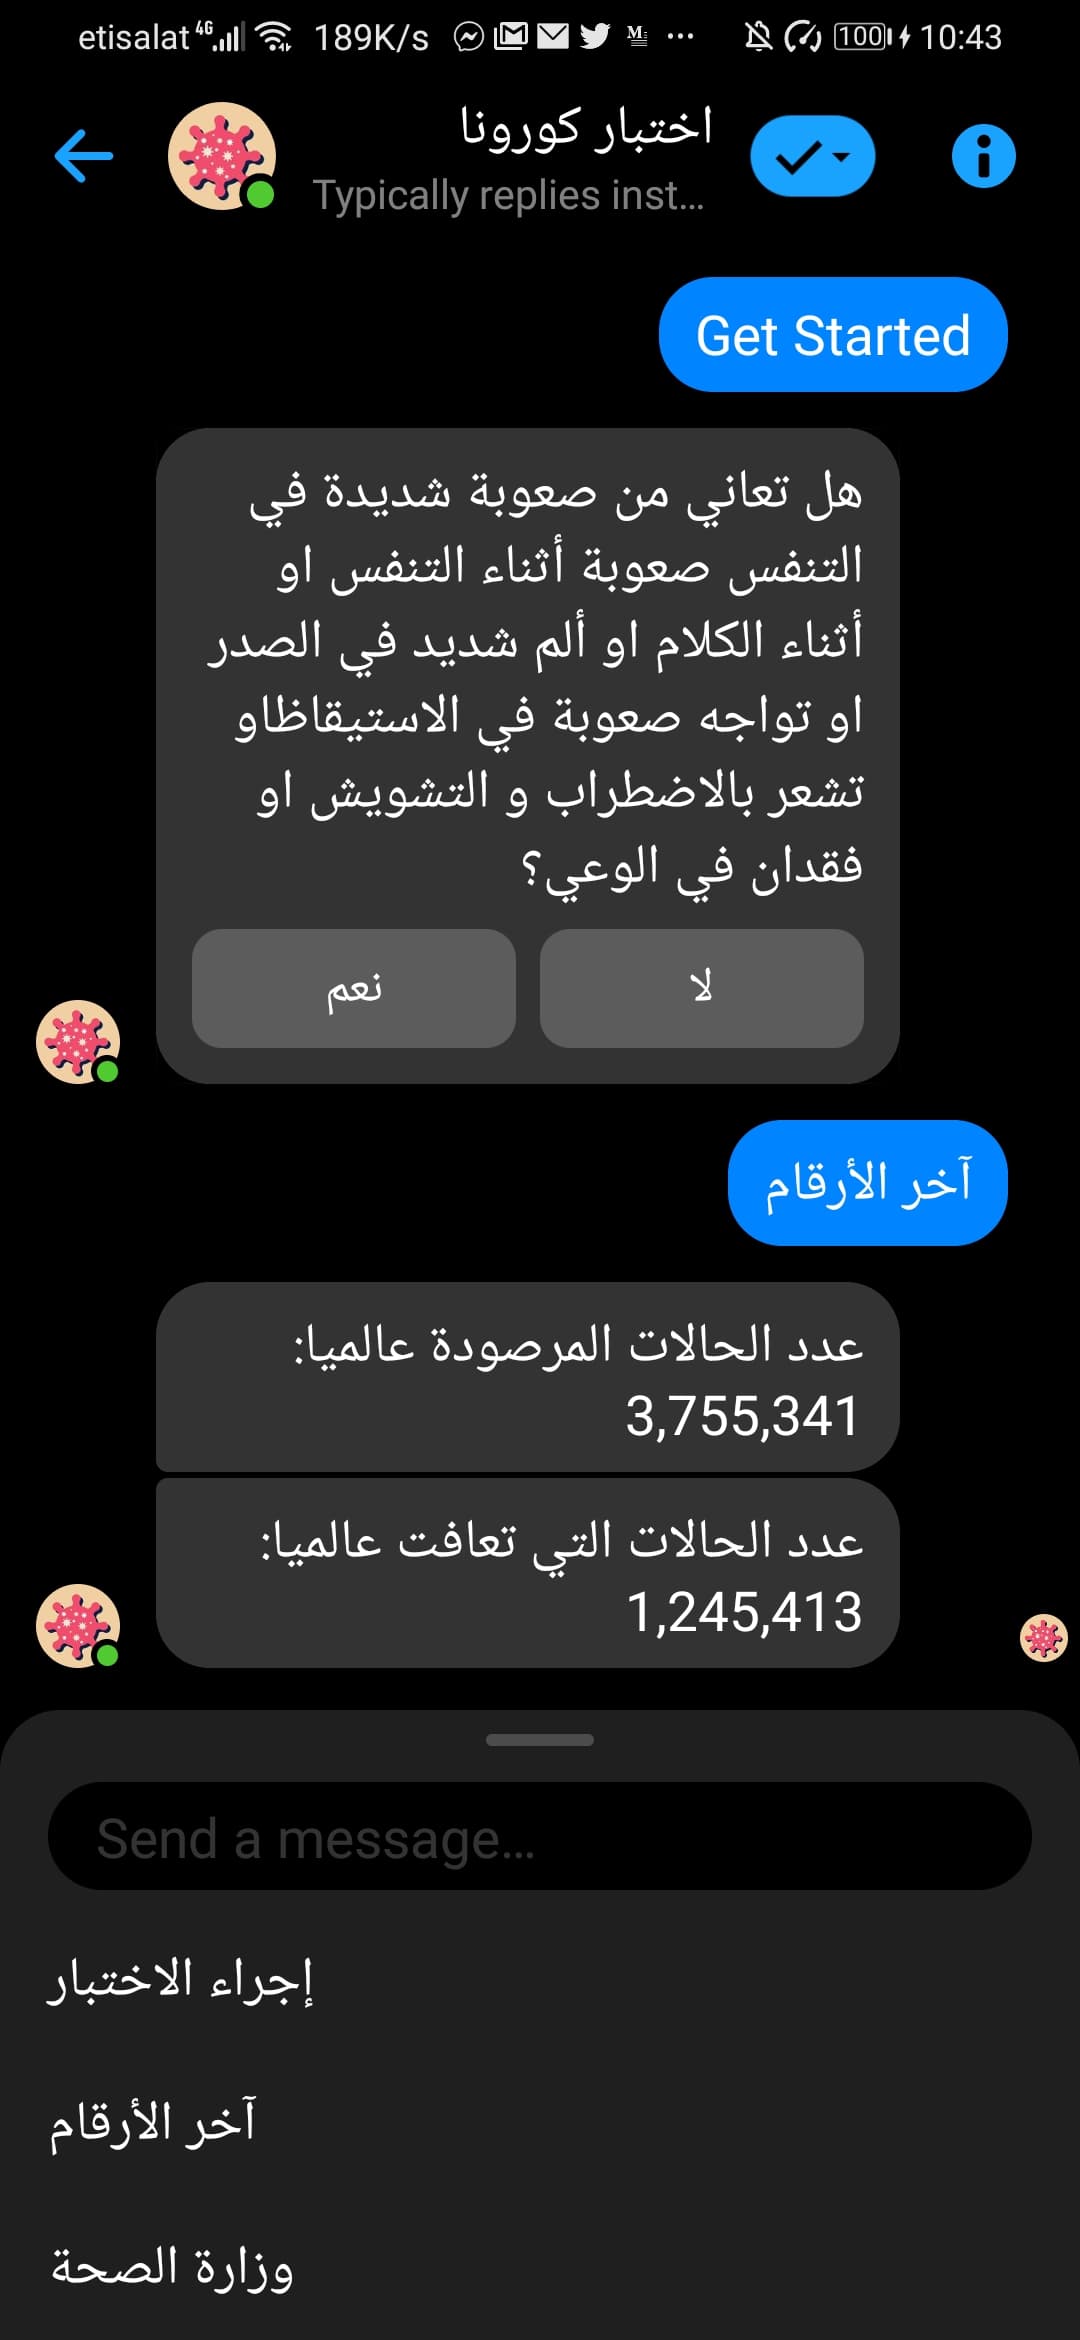 etisalat 4G 189K/s M ... 100 10:43
اختبار كورونا
Typically replies inst...
Get Started
هل تعاني من صعوبة شديدة في
التنفس صعوبة أثناء التنفس او
أثناء الكلام او ألم شديد في الصدر
او تواجه صعوبة في الاستيقاظاو
تشعر بالاضطراب و التشويش او
فقدان في الوعي؟
لا
نعم
آخر الأرقام
عدد الحالات المرصودة عالميا:
3,755,341
عدد الحالات التي تعافت عالميا:
1,245,413
Send a message...
إجراء الاختبار
آخر الأرقام
وزارة الصحة